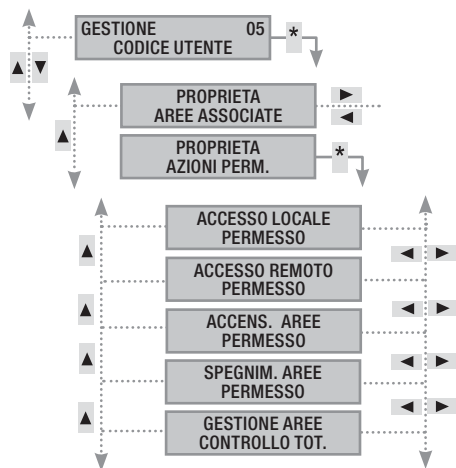 GESTIONE 05
CODICE UTENTE
*
PROPRIETA
AREE ASSOCIATE
PROPRIETA
AZIONI PERM.
*
ACCESSO LOCALE
PERMESSO
ACCESSO REMOTO
PERMESSO
ACCENS. AREE
PERMESSO
SPEGNIM. AREE
PERMESSO
GESTIONE AREE
CONTROLLO TOT.